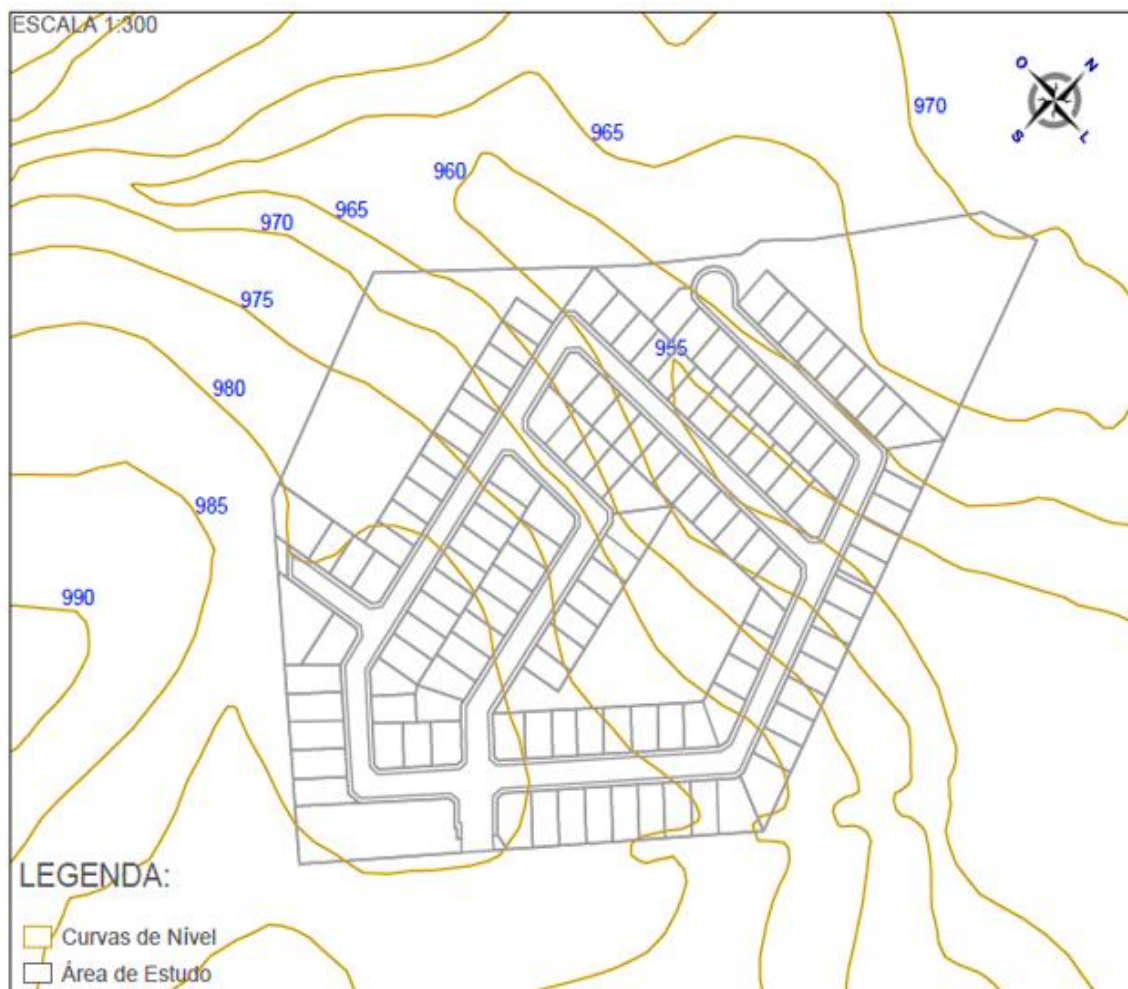 ESCALA 1:300
O
N
S
L
970
965
960
965
970
975
955
980
985
990
LEGENDA:
Curvas de Nível
Área de Estudo